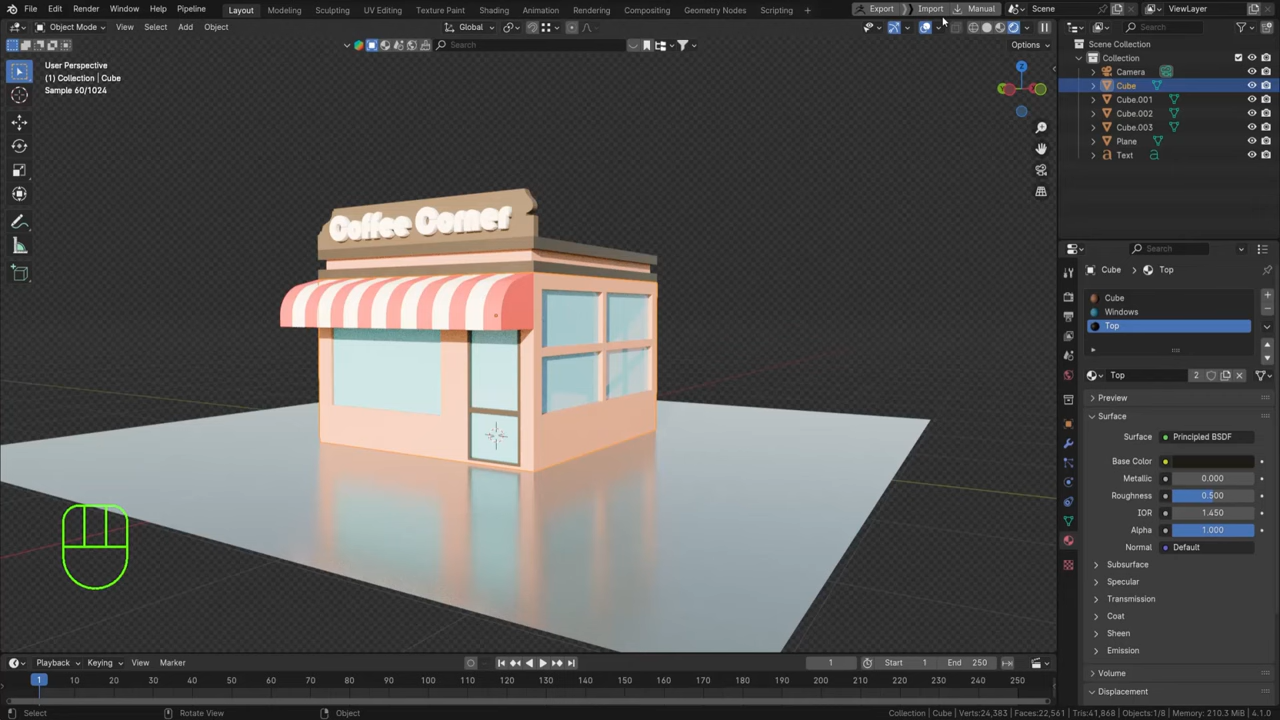 File Edit Render Window Help Pipeline Layout Modeling Sculpting UV Editing Texture Paint Shading Animation Rendering Compositing Geometry Nodes Scripting + Export Import Manual Scene ViewLayer
Object Mode View Select Add Object Global Search
Search Options
User Perspective
(1) Collection | Cube
Sample 60/1024
Z
Coffee Corner
Scene Collection
Collection
Camera
Cube
Cube.001
Cube.002
Cube.003
Plane
Text
Search
Cube Top
Cube
Windows
Top
Top 2
Preview
Surface
Surface Principled BSDF
Base Color
Metallic 0.000
Roughness 0.500
IOR 1.450
Alpha 1.000
Normal Default
Subsurface
Specular
Transmission
Coat
Sheen
Emission
Volume
Displacement
Playback Keying View Marker 1 Start 1 End 250
1 10 20 30 40 50 60 70 80 90 100 110 120 130 140 150 160 170 180 190 200 210 220 230 240 250
Select Rotate View Object Collection | Cube | Verts:24,383 | Faces:22,561 | Tris:41,868 | Objects:1/8 | Memory: 210.3 MiB | 4.1.0